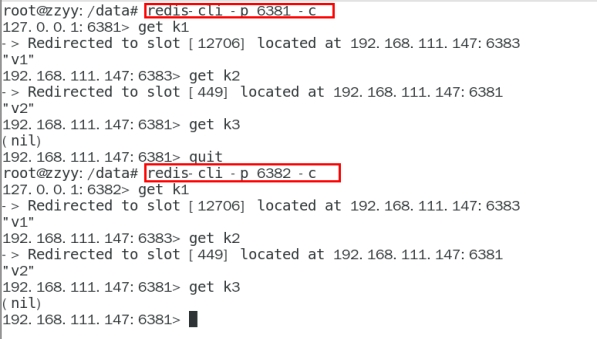 root@zzyy:/data# redis-cli -p 6381 -c
127.0.0.1:6381> get k1
-> Redirected to slot [12706] located at 192.168.111.147:6383
"v1"
192.168.111.147:6383> get k2
-> Redirected to slot [449] located at 192.168.111.147:6381
"v2"
192.168.111.147:6381> get k3
(nil)
192.168.111.147:6381> quit
root@zzyy:/data# redis-cli -p 6382 -c
127.0.0.1:6382> get k1
-> Redirected to slot [12706] located at 192.168.111.147:6383
"v1"
192.168.111.147:6383> get k2
-> Redirected to slot [449] located at 192.168.111.147:6381
"v2"
192.168.111.147:6381> get k3
(nil)
192.168.111.147:6381>